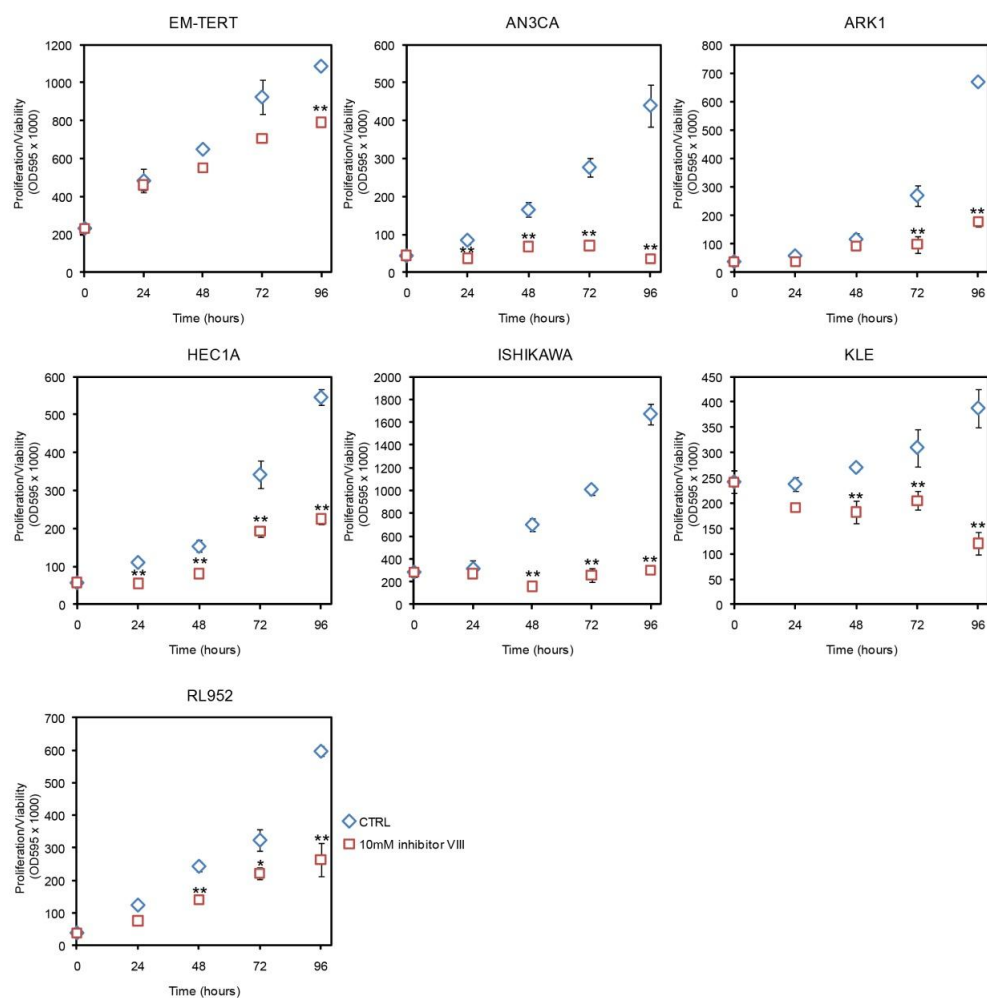 EM-TERT
Proliferation/Viability
(OD595 x 1000)
1200
1000
800
600
400
200
0
**
0 24 48 72 96
Time (hours)
AN3CA
Proliferation/Viability
(OD595 x 1000)
600
500
400
300
200
100
0
** ** ** **
0 24 48 72 96
Time (hours)
ARK1
Proliferation/Viability
(OD595 x 1000)
800
700
600
500
400
300
200
100
0
** **
0 24 48 72 96
Time (hours)
HEC1A
Proliferation/Viability
(OD595 x 1000)
600
500
400
300
200
100
0
** ** ** **
0 24 48 72 96
Time (hours)
ISHIKAWA
Proliferation/Viability
(OD595 x 1000)
2000
1800
1600
1400
1200
1000
800
600
400
200
0
** ** **
0 24 48 72 96
Time (hours)
KLE
Proliferation/Viability
(OD595 x 1000)
450
400
350
300
250
200
150
100
50
0
** ** **
0 24 48 72 96
Time (hours)
RL952
Proliferation/Viability
(OD595 x 1000)
700
600
500
400
300
200
100
0
** * **
0 24 48 72 96
Time (hours)
CTRL
10mM inhibitor VIII